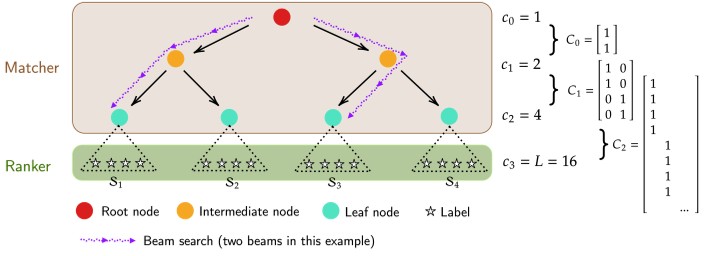 Matcher
Ranker
S₁ S₂ S₃ S₄
c₀ = 1
c₁ = 2
c₂ = 4
c₃ = L = 16
} C₀ = [1
1]
} C₁ = [1 0
1 0
0 1
0 1]
} C₂ = [1
1
1
1
1
1
1
1
...]
Root node Intermediate node Leaf node ☆ Label
Beam search (two beams in this example)